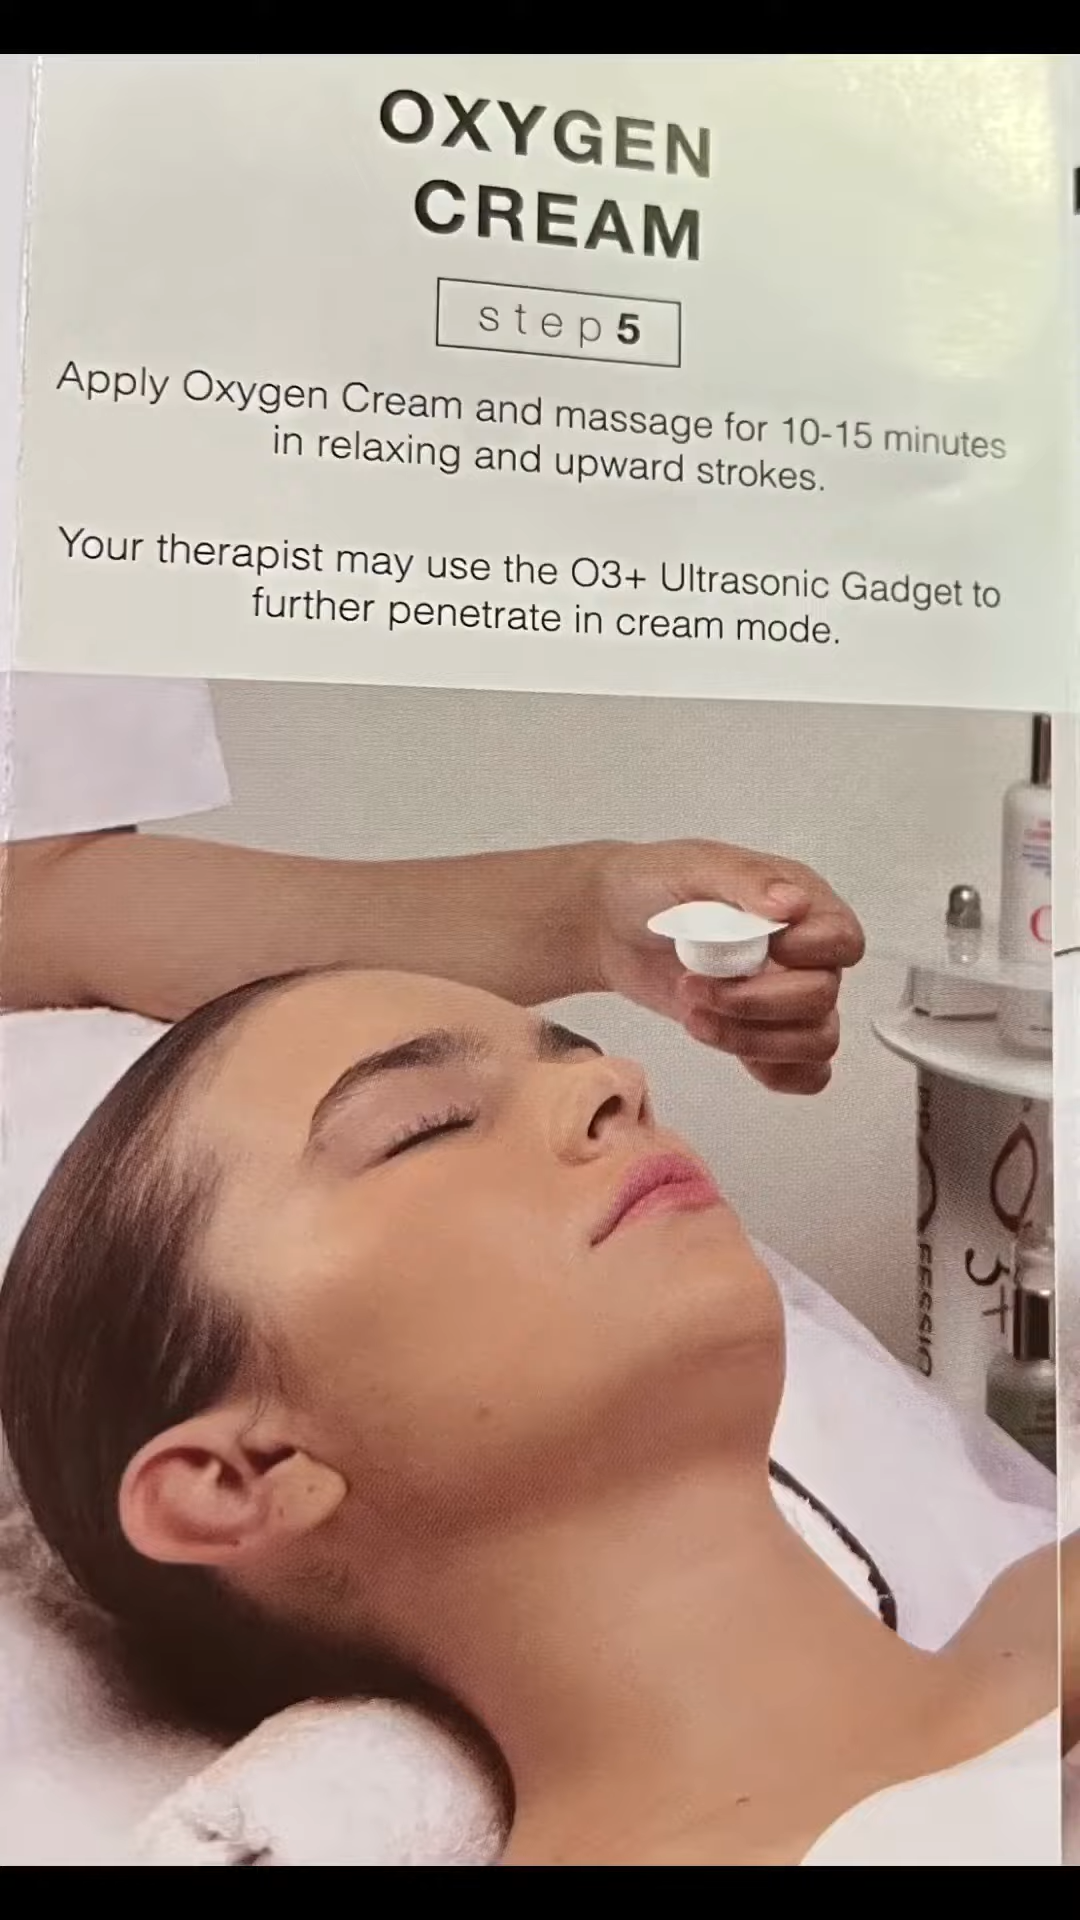 OXYGEN
CREAM
step5
Apply Oxygen Cream and massage for 10-15 minutes
in relaxing and upward strokes.
Your therapist may use the O3+ Ultrasonic Gadget to
further penetrate in cream mode.